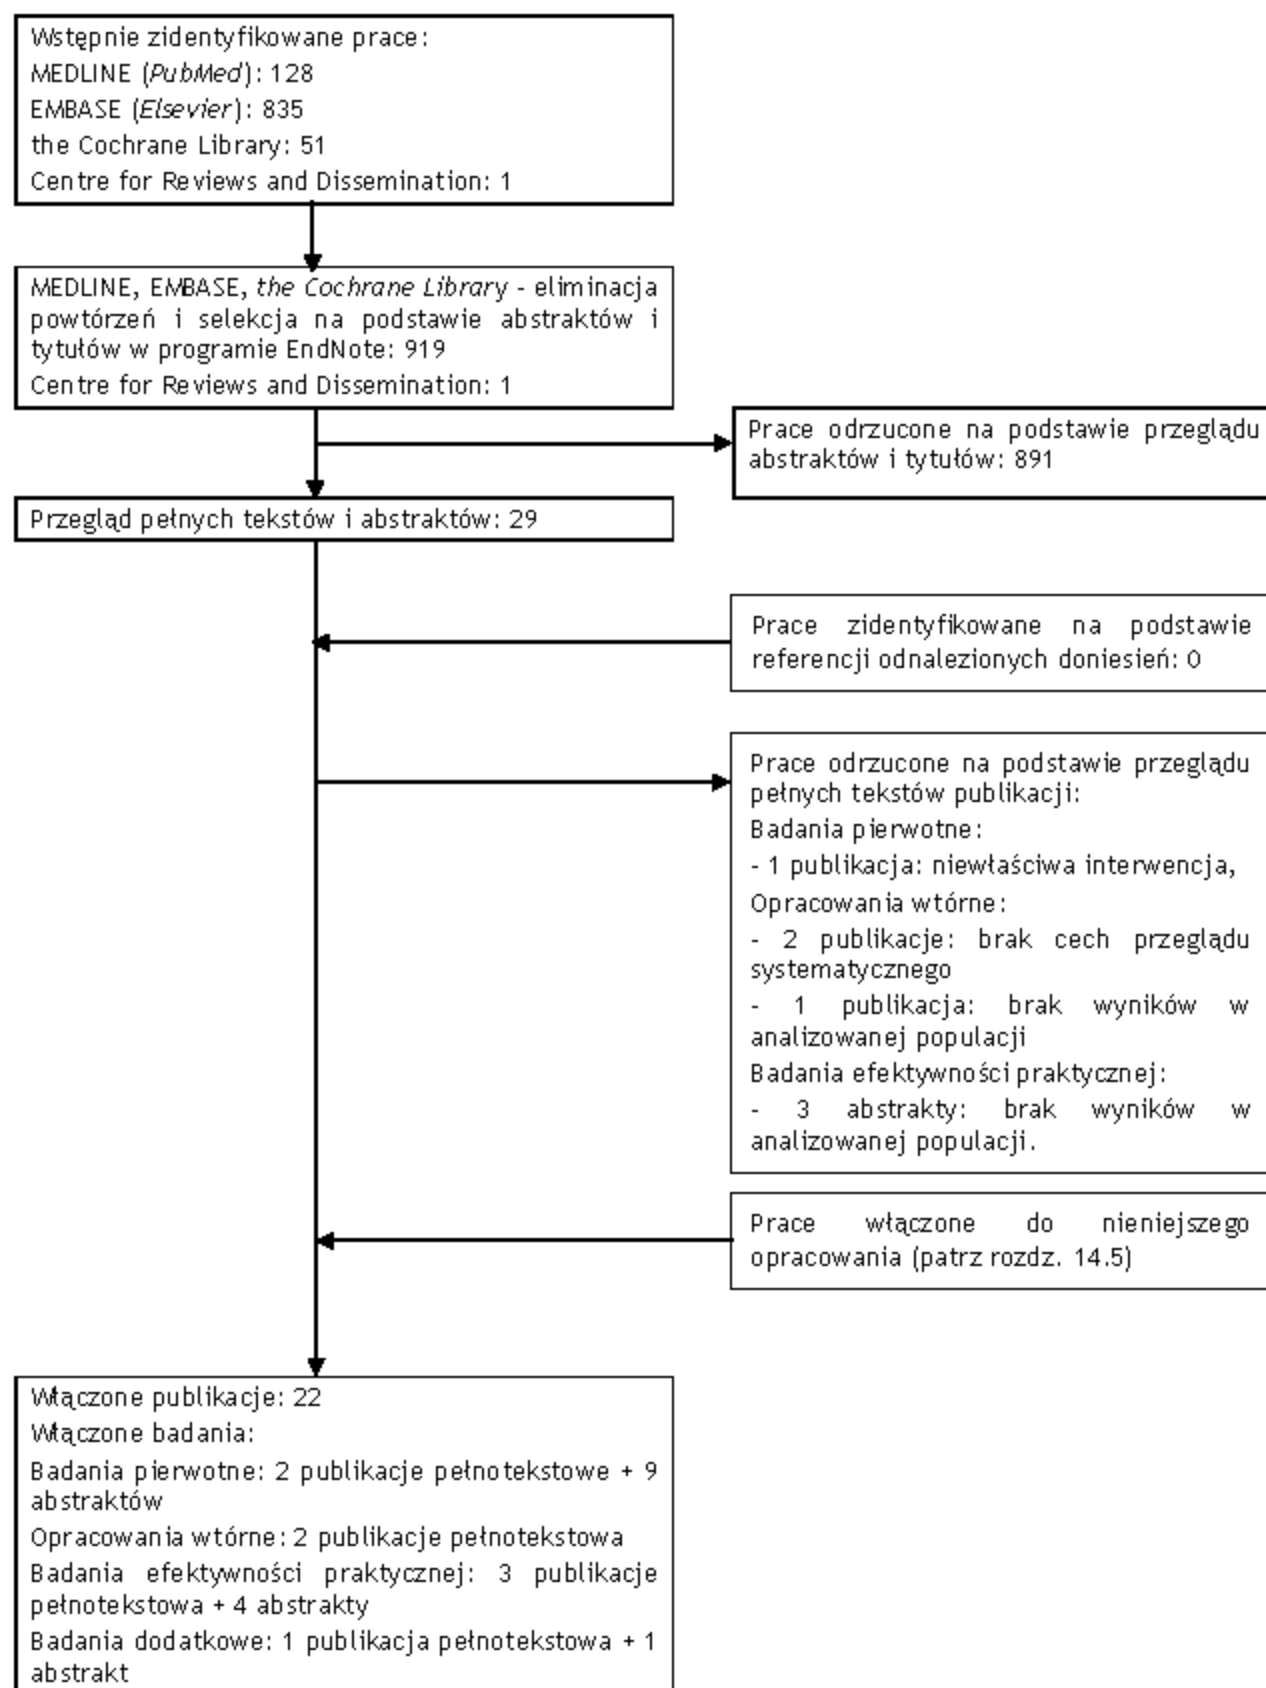 Wstępnie zidentyfikowane prace:
MEDLINE (PubMed): 128
EMBASE (Elsevier): 835
the Cochrane Library: 51
Centre for Reviews and Dissemination: 1
MEDLINE, EMBASE, the Cochrane Library - eliminacja
powtórzeń i selekcja na podstawie abstraktów i
tytułów w programie EndNote: 919
Centre for Reviews and Dissemination: 1
Prace odrzucone na podstawie przeglądu
abstraktów i tytułów: 891
Przegląd pełnych tekstów i abstraktów: 29
Prace zidentyfikowane na podstawie
referencji odnalezionych doniesień: 0
Prace odrzucone na podstawie przeglądu
pełnych tekstów publikacji:
Badania pierwotne:
- 1 publikacja: niewłaściwa interwencja,
Opracowania wtórne:
- 2 publikacje: brak cech przeglądu
systematycznego
- 1 publikacja: brak wyników w
analizowanej populacji
Badania efektywności praktycznej:
- 3 abstrakty: brak wyników w
analizowanej populacji.
Prace włączone do nieniejszego
opracowania (patrz rozdz. 14.5)
Włączone publikacje: 22
Włączone badania:
Badania pierwotne: 2 publikacje pełnotekstowe + 9
abstraktów
Opracowania wtórne: 2 publikacje pełnotekstowa
Badania efektywności praktycznej: 3 publikacje
pełnotekstowa + 4 abstrakty
Badania dodatkowe: 1 publikacja pełnotekstowa + 1
abstrakt